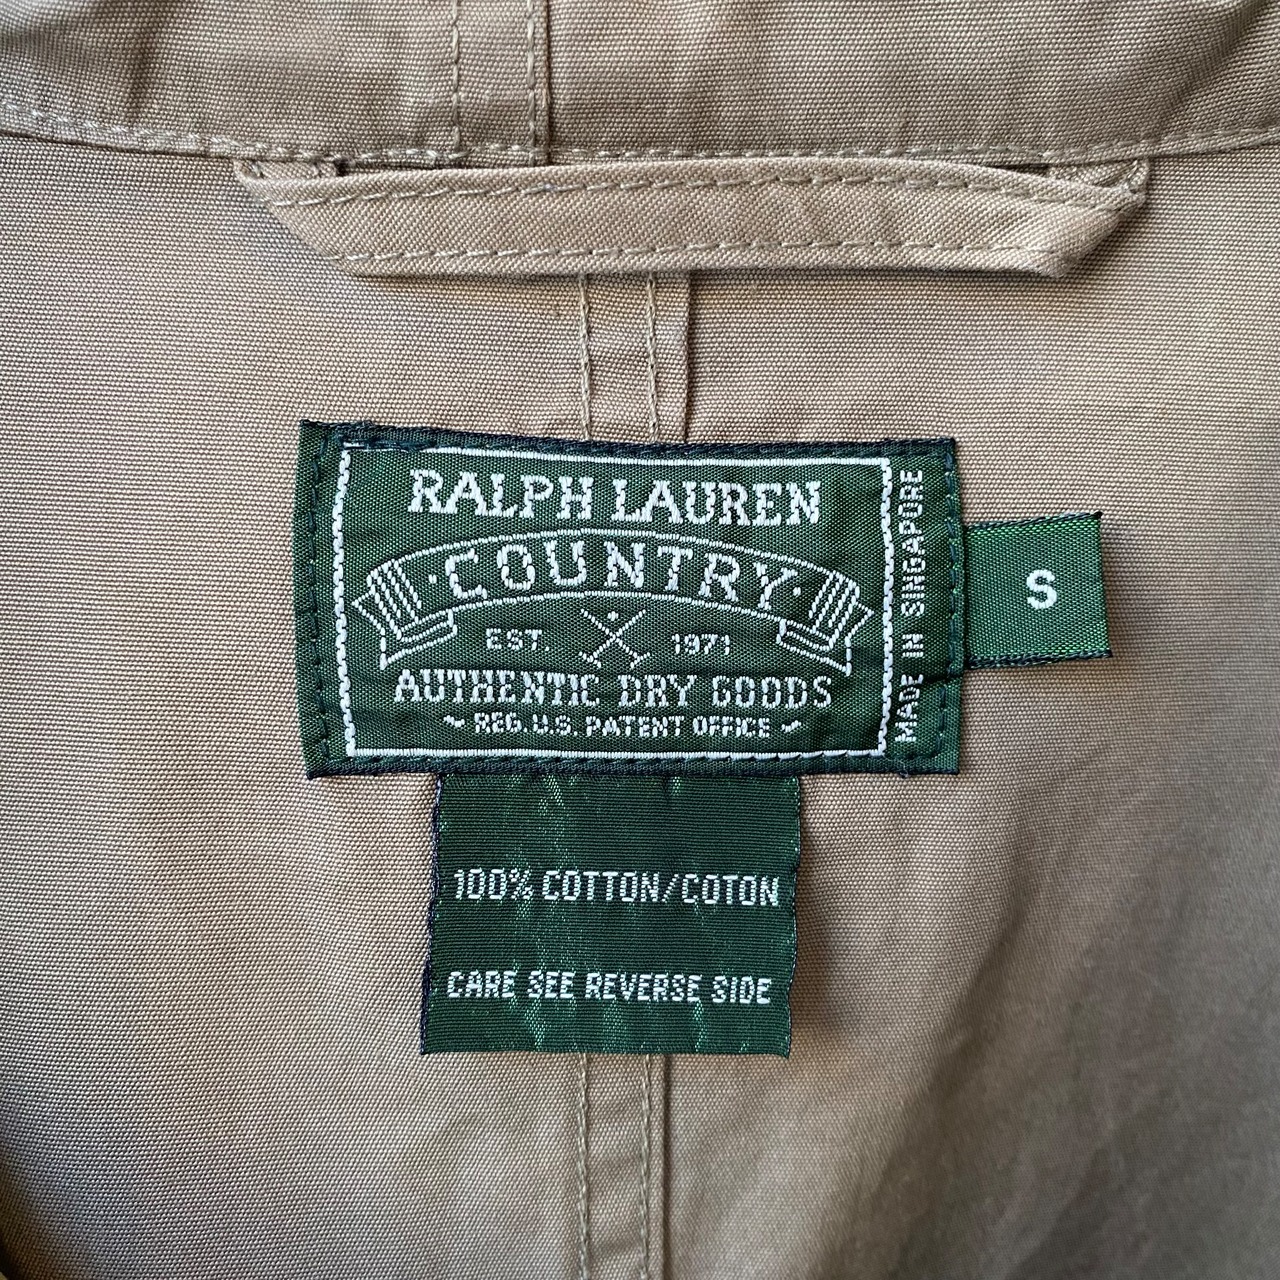 RALPH LAUREN
·COUNTRY·
EST. 1971
AUTHENTIC DRY GOODS
~ REG. U.S. PATENT OFFICE ~
MADE IN SINGAPORE
S
100% COTTON/COTON
CARE SEE REVERSE SIDE